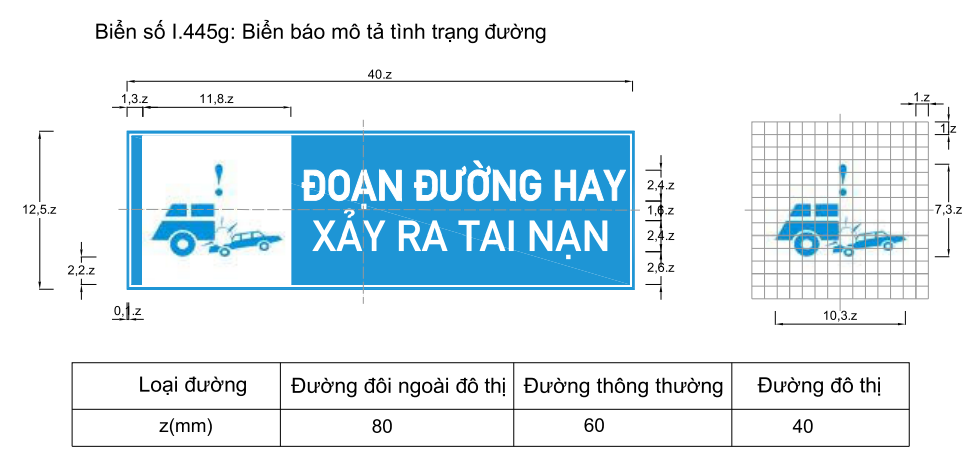 Biển số I.445g: Biển báo mô tả tình trạng đường
40.z
1,3.z
11,8.z
1.z
1.z
ĐOẠN ĐƯỜNG HAY
XẢY RA TAI NẠN
12,5.z
2,2.z
0,1.z
2,4.z
1,6.z
2,4.z
2,6.z
7,3.z
10,3.z
Loại đường Đường đôi ngoài đô thị Đường thông thường Đường đô thị
z(mm) 80 60 40